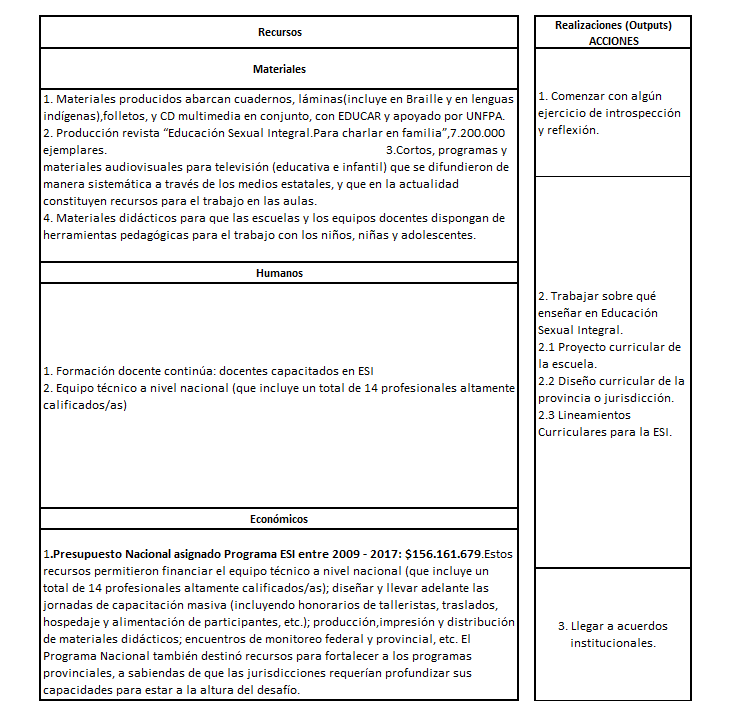 Recursos
Materiales
1. Materiales producidos abarcan cuadernos, láminas(incluye en Braille y en lenguas
indígenas),folletos, y CD multimedia en conjunto, con EDUCAR y apoyado por UNFPA.
2. Producción revista “Educación Sexual Integral.Para charlar en familia”,7.200.000
ejemplares. 3.Cortos, programas y
materiales audiovisuales para televisión (educativa e infantil) que se difundieron de
manera sistemática a través de los medios estatales, y que en la actualidad
constituyen recursos para el trabajo en las aulas.
4. Materiales didácticos para que las escuelas y los equipos docentes dispongan de
herramientas pedagógicas para el trabajo con los niños, niñas y adolescentes.
Humanos
1. Formación docente continúa: docentes capacitados en ESI
2. Equipo técnico a nivel nacional (que incluye un total de 14 profesionales altamente
calificados/as)
Económicos
1.Presupuesto Nacional asignado Programa ESI entre 2009 - 2017: $156.161.679.Estos
recursos permitieron financiar el equipo técnico a nivel nacional (que incluye un
total de 14 profesionales altamente calificados/as); diseñar y llevar adelante las
jornadas de capacitación masiva (incluyendo honorarios de talleristas, traslados,
hospedaje y alimentación de participantes, etc.); producción,impresión y distribución
de materiales didácticos; encuentros de monitoreo federal y provincial, etc. El
Programa Nacional también destinó recursos para fortalecer a los programas
provinciales, a sabiendas de que las jurisdicciones requerían profundizar sus
capacidades para estar a la altura del desafío.
Realizaciones (Outputs)
ACCIONES
1. Comenzar con algún
ejercicio de introspección
y reflexión.
2. Trabajar sobre qué
enseñar en Educación
Sexual Integral.
2.1 Proyecto curricular de
la escuela.
2.2 Diseño curricular de la
provincia o jurisdicción.
2.3 Lineamientos
Curriculares para la ESI.
3. Llegar a acuerdos
institucionales.